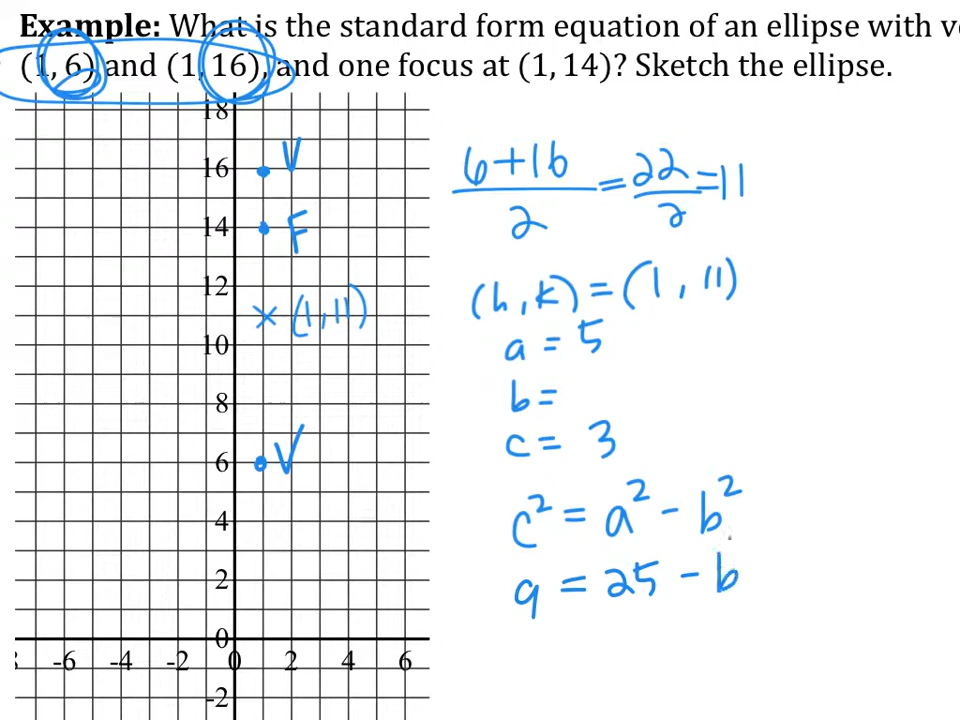 Example: What is the standard form equation of an ellipse with ve
(1, 6) and (1, 16), and one focus at (1, 14)? Sketch the ellipse.
18
16 V
14 F
12
× (1, 11)
10
8
6 V
4
2
0
-6 -4 -2 0 2 4 6
-2
6+16
2
= 22
2
= 11
(h, k) = (1, 11)
a = 5
b =
c = 3
c² = a² - b²
9 = 25 - b